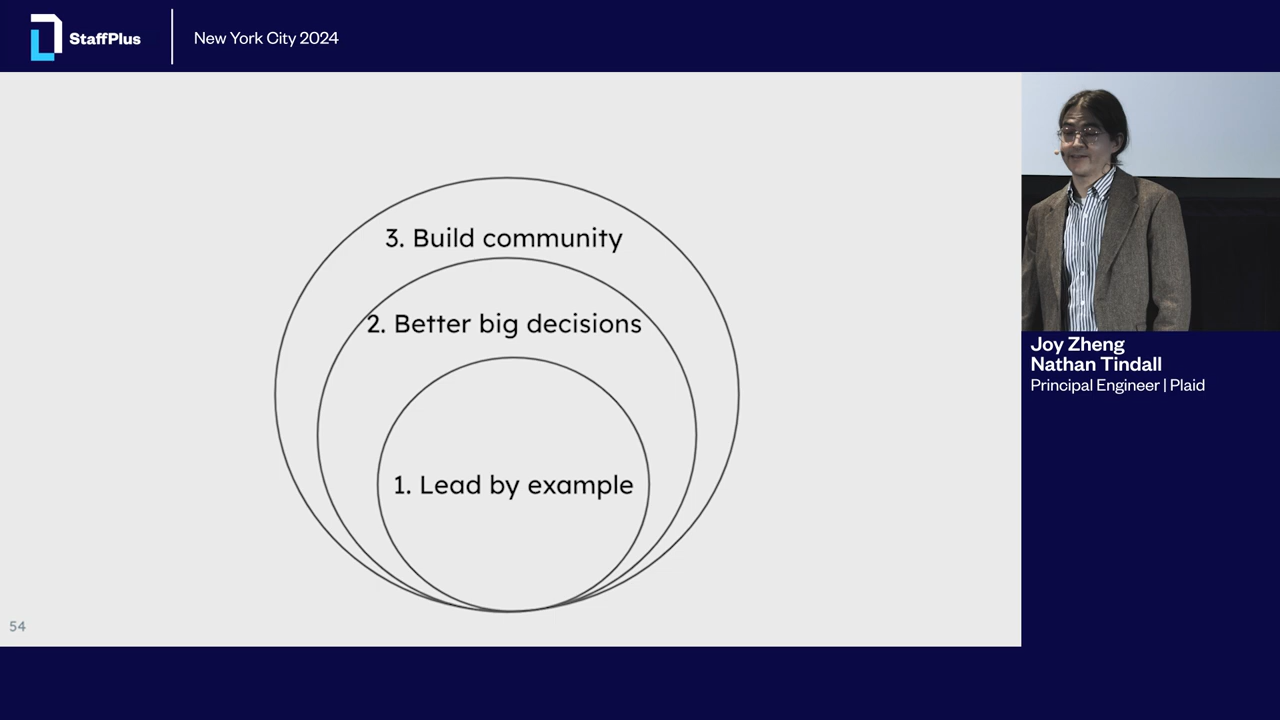 StaffPlus
New York City 2024
3. Build community
2. Better big decisions
1. Lead by example
54
Joy Zheng
Nathan Tindall
Principal Engineer | Plaid